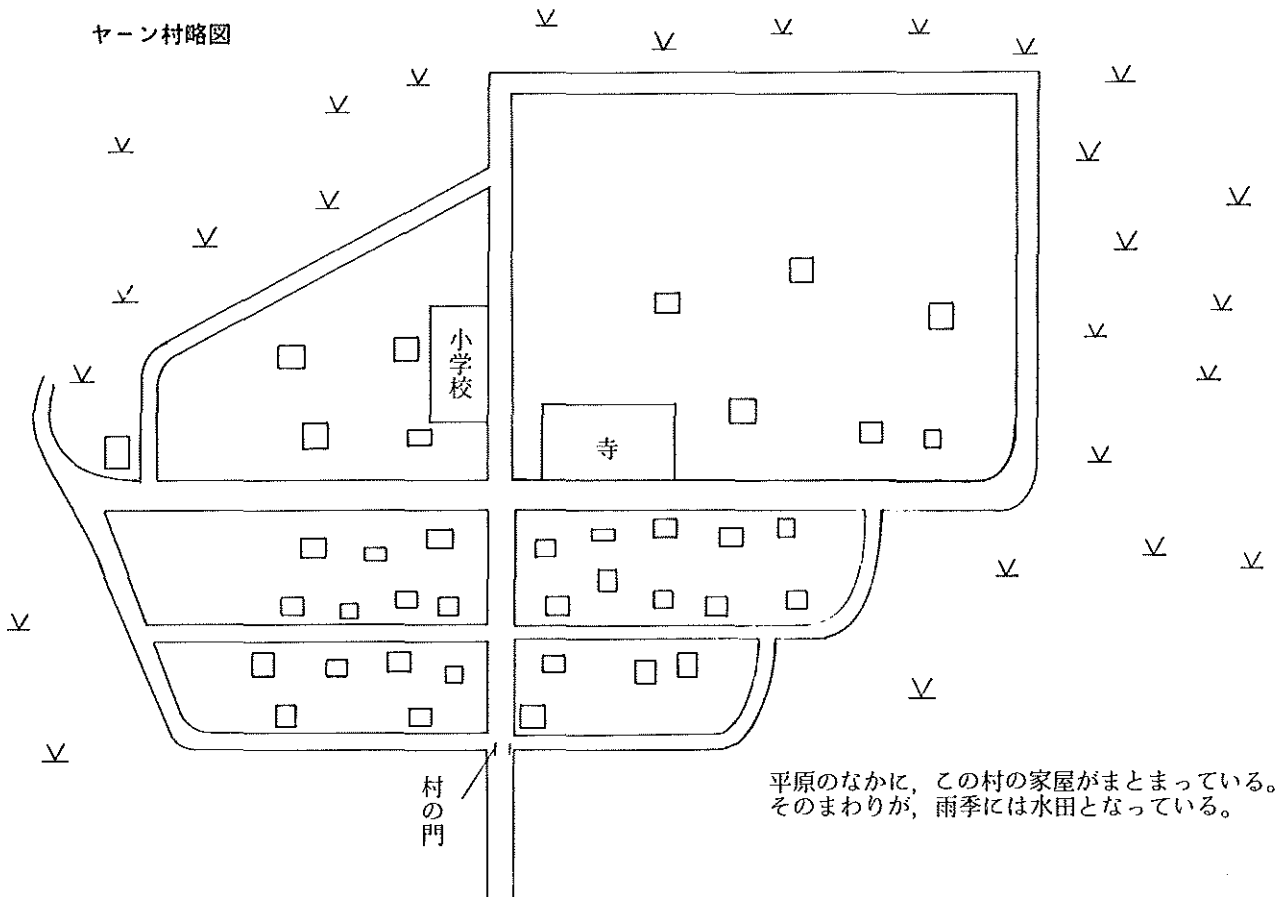 ヤーン村略図
小学校
寺
村の門
平原のなかに，この村の家屋がまとまっている。
そのまわりが，雨季には水田となっている。